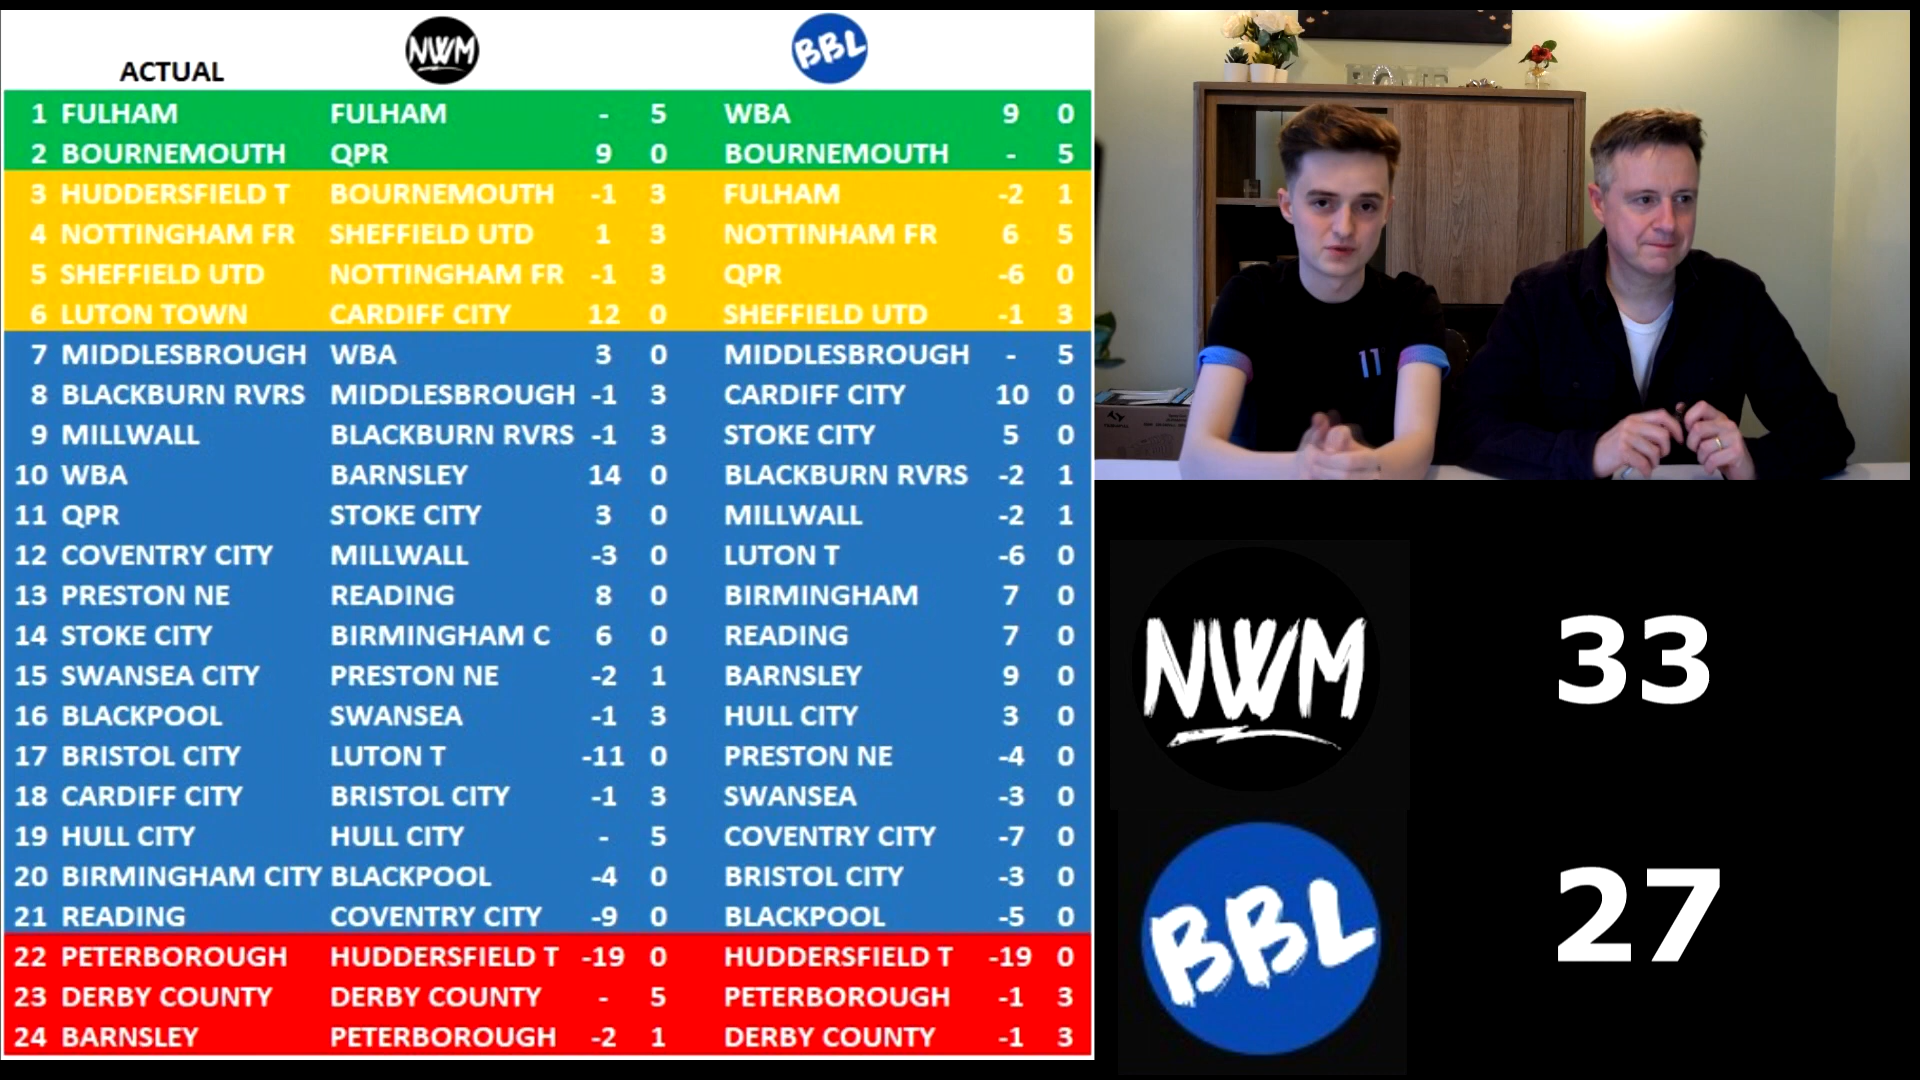 NWM
BBL
ACTUAL
1 FULHAM FULHAM - 5 WBA 9 0
2 BOURNEMOUTH QPR 9 0 BOURNEMOUTH - 5
3 HUDDERSFIELD T BOURNEMOUTH -1 3 FULHAM -2 1
4 NOTTINGHAM FR SHEFFIELD UTD 1 3 NOTTINHAM FR 6 5
5 SHEFFIELD UTD NOTTINGHAM FR -1 3 QPR -6 0
6 LUTON TOWN CARDIFF CITY 12 0 SHEFFIELD UTD -1 3
7 MIDDLESBROUGH WBA 3 0 MIDDLESBROUGH - 5
8 BLACKBURN RVRS MIDDLESBROUGH -1 3 CARDIFF CITY 10 0
9 MILLWALL BLACKBURN RVRS -1 3 STOKE CITY 5 0
10 WBA BARNSLEY 14 0 BLACKBURN RVRS -2 1
11 QPR STOKE CITY 3 0 MILLWALL -2 1
12 COVENTRY CITY MILLWALL -3 0 LUTON T -6 0
13 PRESTON NE READING 8 0 BIRMINGHAM 7 0
14 STOKE CITY BIRMINGHAM C 6 0 READING 7 0
15 SWANSEA CITY PRESTON NE -2 1 BARNSLEY 9 0
16 BLACKPOOL SWANSEA -1 3 HULL CITY 3 0
17 BRISTOL CITY LUTON T -11 0 PRESTON NE -4 0
18 CARDIFF CITY BRISTOL CITY -1 3 SWANSEA -3 0
19 HULL CITY HULL CITY - 5 COVENTRY CITY -7 0
20 BIRMINGHAM CITY BLACKPOOL -4 0 BRISTOL CITY -3 0
21 READING COVENTRY CITY -9 0 BLACKPOOL -5 0
22 PETERBOROUGH HUDDERSFIELD T -19 0 HUDDERSFIELD T -19 0
23 DERBY COUNTY DERBY COUNTY - 5 PETERBOROUGH -1 3
24 BARNSLEY PETERBOROUGH -2 1 DERBY COUNTY -1 3
11
NWM 33
BBL 27